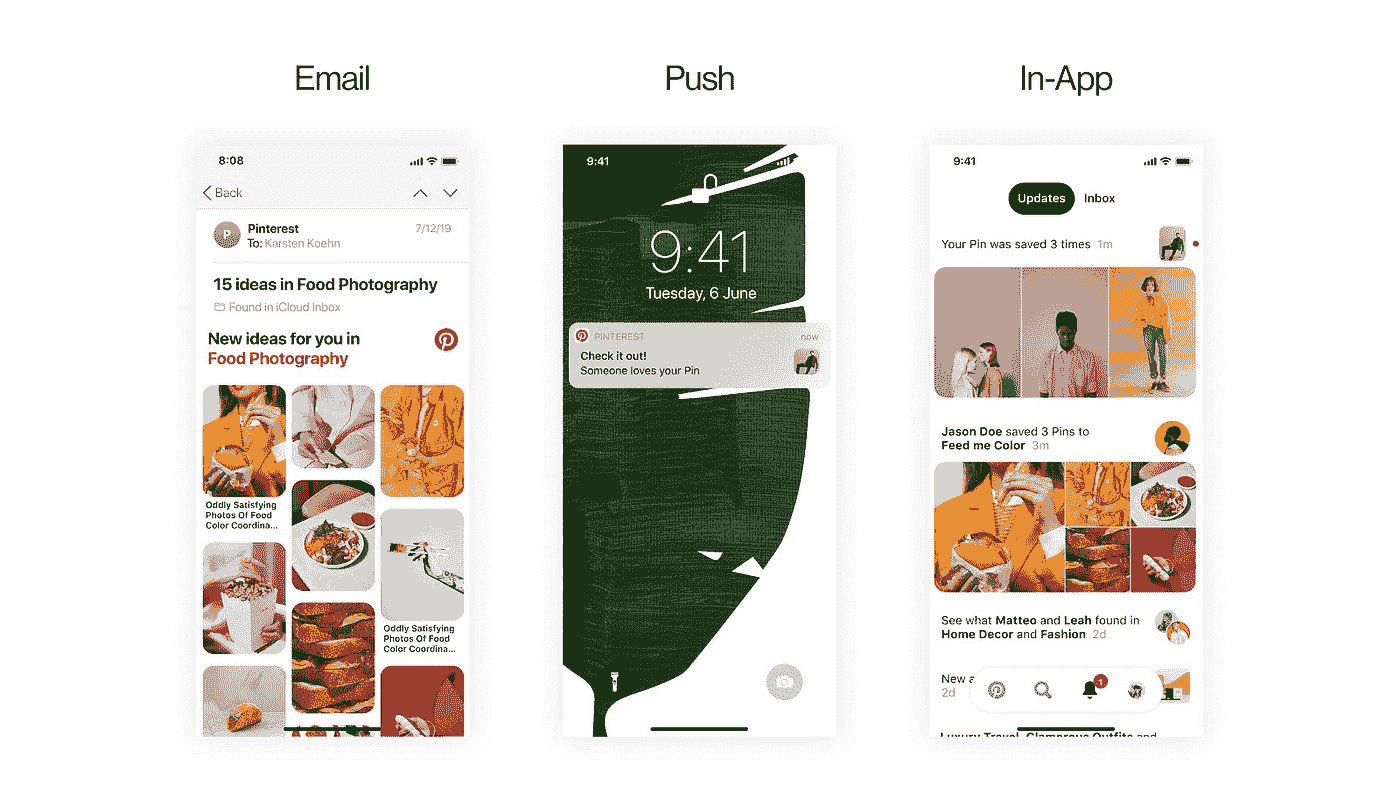 Email
Push
In-App
8:08
Back
Pinterest
7/12/19
To: Karsten Koehn
15 ideas in Food Photography
Found in iCloud Inbox
New ideas for you in
Food Photography
Oddly Satisfying
Photos Of Food
Color Coordina...
Oddly Satisfying
Photos Of Food
Color Coordina...
9:41
9:41
Tuesday, 6 June
PINTEREST
now
Check it out!
Someone loves your Pin
9:41
Updates
Inbox
Your Pin was saved 3 times 1m
Jason Doe saved 3 Pins to
Feed me Color 3m
See what Matteo and Leah found in
Home Decor and Fashion 2d
New a
2d
1
Luxury Travel, Glamorous Outfits and